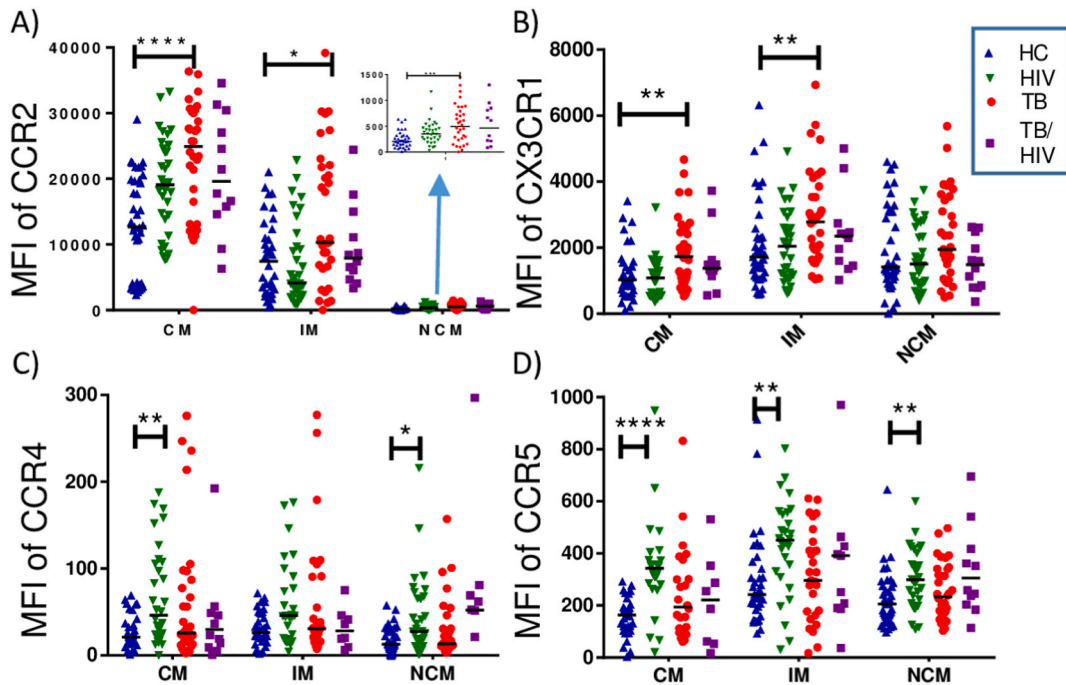 A)
MFI of CCR2
40000
30000
20000
10000
0
****
*
1500
1000
500
0
***
CM
IM
NCM
B)
MFI of CX3CR1
8000
6000
4000
2000
0
**
**
CM
IM
NCM
HC
HIV
TB
TB/
HIV
C)
MFI of CCR4
300
200
100
0
**
*
CM
IM
NCM
D)
MFI of CCR5
1000
800
600
400
200
0
****
**
**
CM
IM
NCM